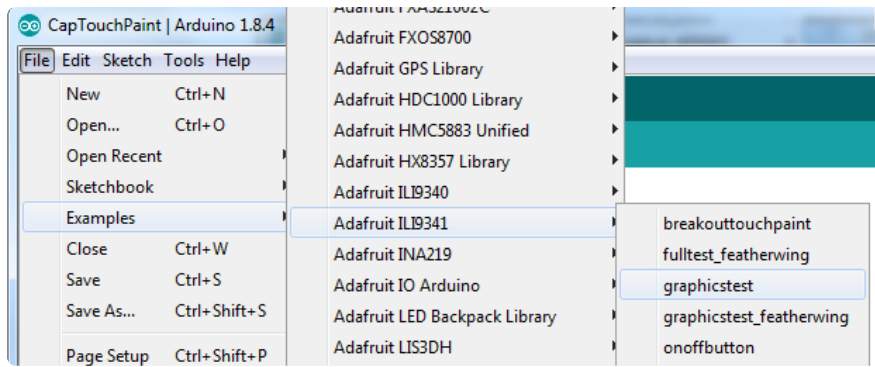 CapTouchPaint | Arduino 1.8.4
File Edit Sketch Tools Help
New Ctrl+N
Open... Ctrl+O
Open Recent
Sketchbook
Examples
Close Ctrl+W
Save Ctrl+S
Save As... Ctrl+Shift+S
Page Setup Ctrl+Shift+P
Adafruit FXAS21002C
Adafruit FXOS8700
Adafruit GPS Library
Adafruit HDC1000 Library
Adafruit HMC5883 Unified
Adafruit HX8357 Library
Adafruit ILI9340
Adafruit ILI9341
Adafruit INA219
Adafruit IO Arduino
Adafruit LED Backpack Library
Adafruit LIS3DH
breakouttouchpaint
fulltest_featherwing
graphicstest
graphicstest_featherwing
onoffbutton